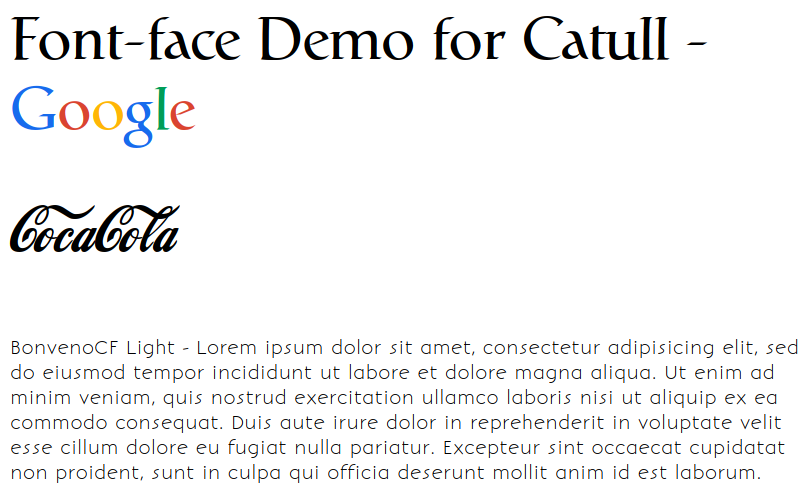 Font-face Demo for Catull -
Google
CocaCola
BonvenoCF Light - Lorem ipsum dolor sit amet, consectetur adipisicing elit, sed
do eiusmod tempor incididunt ut labore et dolore magna aliqua. Ut enim ad
minim veniam, quis nostrud exercitation ullamco laboris nisi ut aliquip ex ea
commodo consequat. Duis aute irure dolor in reprehenderit in voluptate velit
esse cillum dolore eu fugiat nulla pariatur. Excepteur sint occaecat cupidatat
non proident, sunt in culpa qui officia deserunt mollit anim id est laborum.